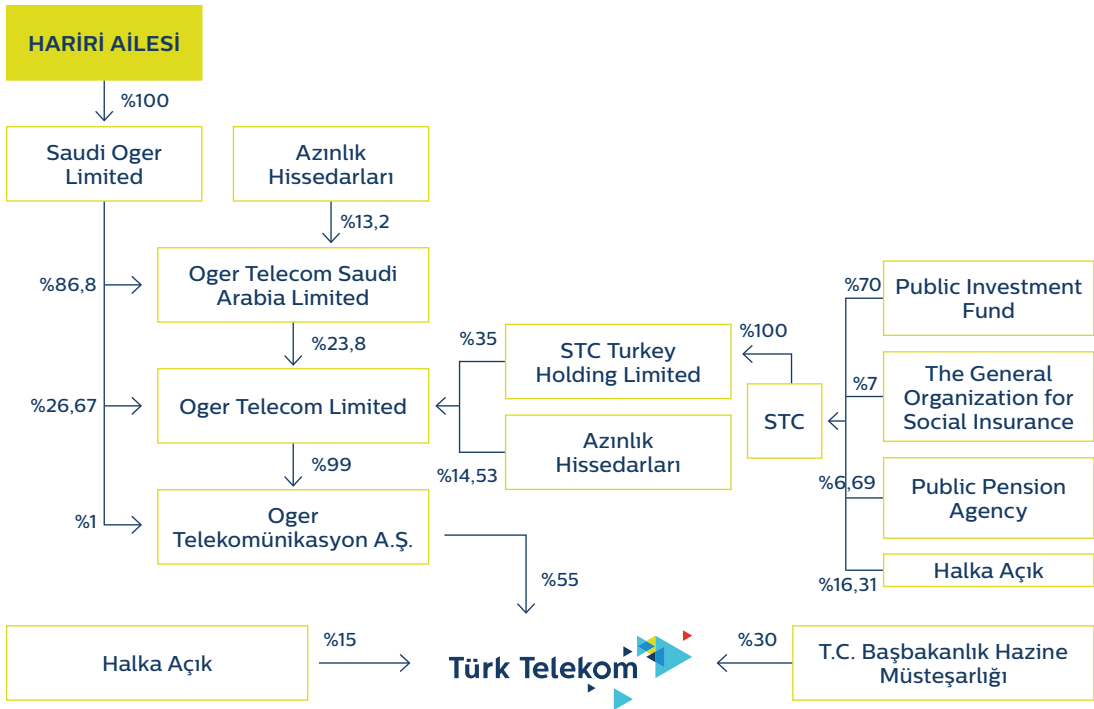 HARİRİ AİLESİ
%100
Saudi Oger
Limited
Azınlık
Hissedarları
%13,2
%86,8
Oger Telecom Saudi
Arabia Limited
%23,8
%26,67
Oger Telecom Limited
%35
STC Turkey
Holding Limited
%14,53
Azınlık
Hissedarları
%100
STC
%70
Public Investment
Fund
%7
The General
Organization for
Social Insurance
%6,69
Public Pension
Agency
%16,31
Halka Açık
%99
%1
Oger
Telekomünikasyon A.Ş.
%55
Halka Açık
%15
Türk Telekom
%30
T.C. Başbakanlık Hazine
Müsteşarlığı